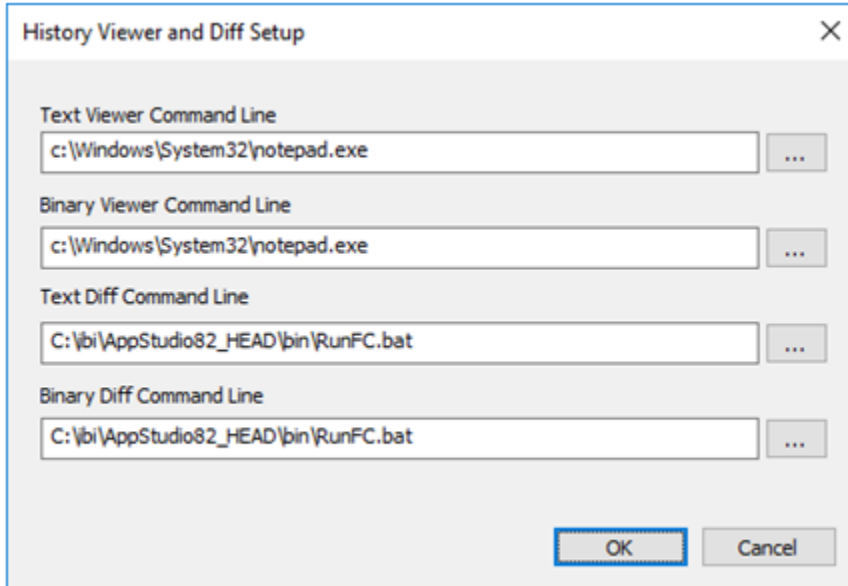 History Viewer and Diff Setup
Text Viewer Command Line
c:\Windows\System32\notepad.exe
...
Binary Viewer Command Line
c:\Windows\System32\notepad.exe
...
Text Diff Command Line
C:\ibi\AppStudio82_HEAD\bin\RunFC.bat
...
Binary Diff Command Line
C:\ibi\AppStudio82_HEAD\bin\RunFC.bat
...
OK Cancel